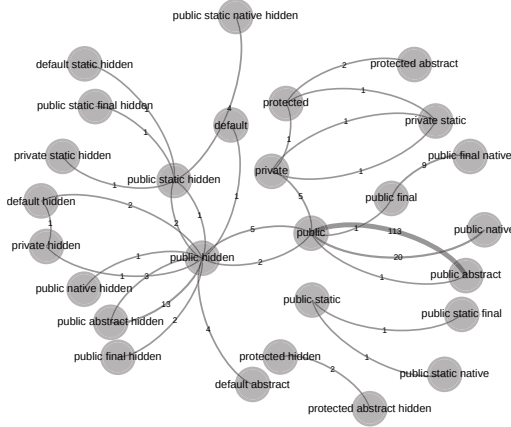 public static native hidden
default static hidden
protected abstract
2
public static final hidden
protected
1
4
default
1
private static
1
1
private static hidden
public final native
9
private
1
1
public static hidden
5
default hidden
2
public final
1
2
1
5
1
113
public
public native
private hidden
20
public hidden
1
2
1
3
1
public abstract
public native hidden
public static
13
public static final
public abstract hidden
2
4
1
public final hidden
protected hidden
1
2
public static native
default abstract
protected abstract hidden